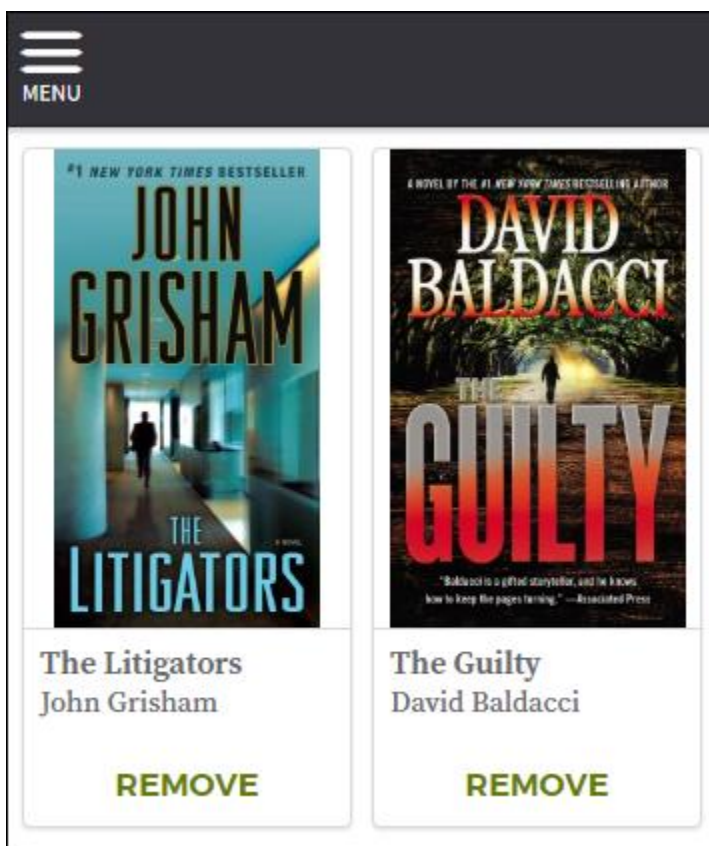 MENU
#1 NEW YORK TIMES BESTSELLER
JOHN
GRISHAM
THE
A NOVEL
LITIGATORS
The Litigators
John Grisham
REMOVE
A NOVEL BY THE #1 NEW YORK TIMES BESTSELLING AUTHOR
DAVID
BALDACCI
THE
GUILTY
"Baldacci is a gifted storyteller, and he knows
how to keep the pages turning." —Associated Press
The Guilty
David Baldacci
REMOVE